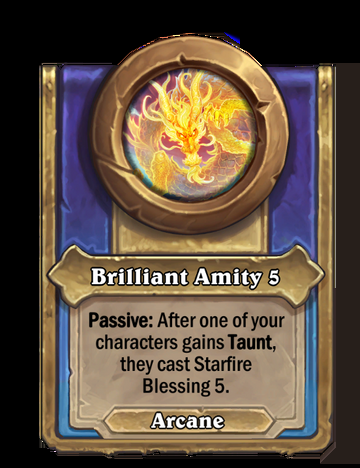 Brilliant Amity 5
Passive: After one of your
characters gains Taunt,
they cast Starfire
Blessing 5.
Arcane